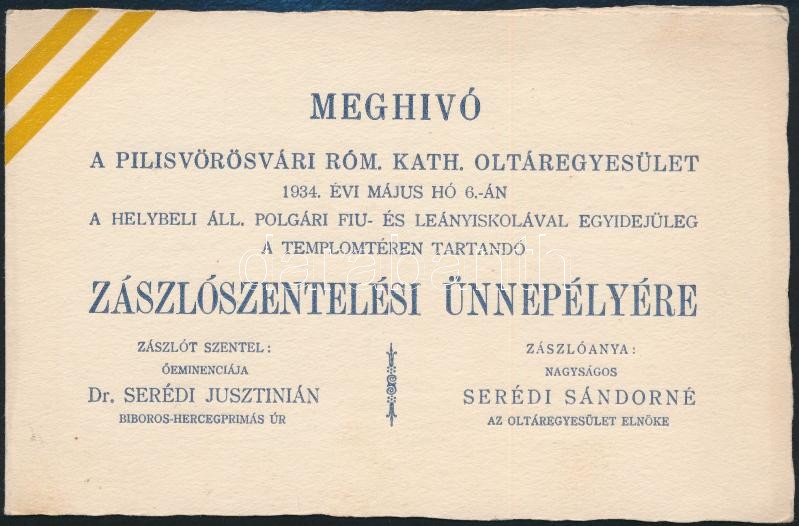 MEGHIVÓ
A PILISVÖRÖSVÁRI RÓM. KATH. OLTÁREGYESÜLET
1934. ÉVI MÁJUS HÓ 6.-ÁN
A HELYBELI ÁLL. POLGÁRI FIU- ÉS LEÁNYISKOLÁVAL EGYIDEJÜLEG
A TEMPLOMTÉREN TARTANDÓ
darabanth
ZÁSZLÓSZENTELÉSI ÜNNEPÉLYÉRE
ZÁSZLÓT SZENTEL:
ŐEMINENCIÁJA
Dr. SERÉDI JUSZTINIÁN
BIBOROS-HERCEGPRIMÁS ÚR
ZÁSZLÓANYA:
NAGYSÁGOS
SERÉDI SÁNDORNÉ
AZ OLTÁREGYESÜLET ELNÖKE